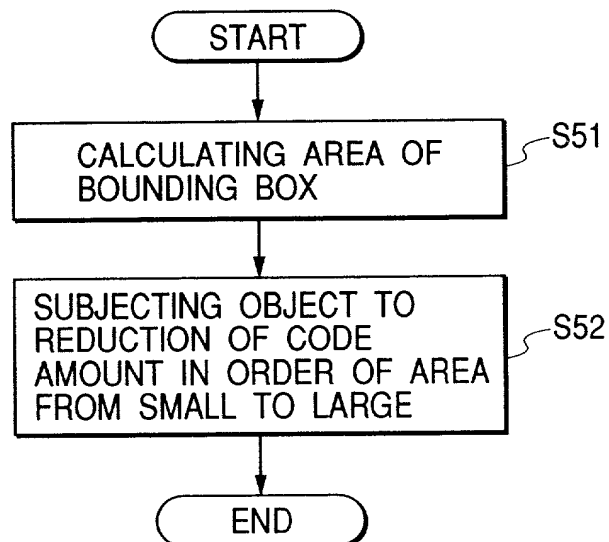 START
CALCULATING AREA OF
BOUNDING BOX
S51
SUBJECTING OBJECT TO
REDUCTION OF CODE
AMOUNT IN ORDER OF AREA
FROM SMALL TO LARGE
S52
END